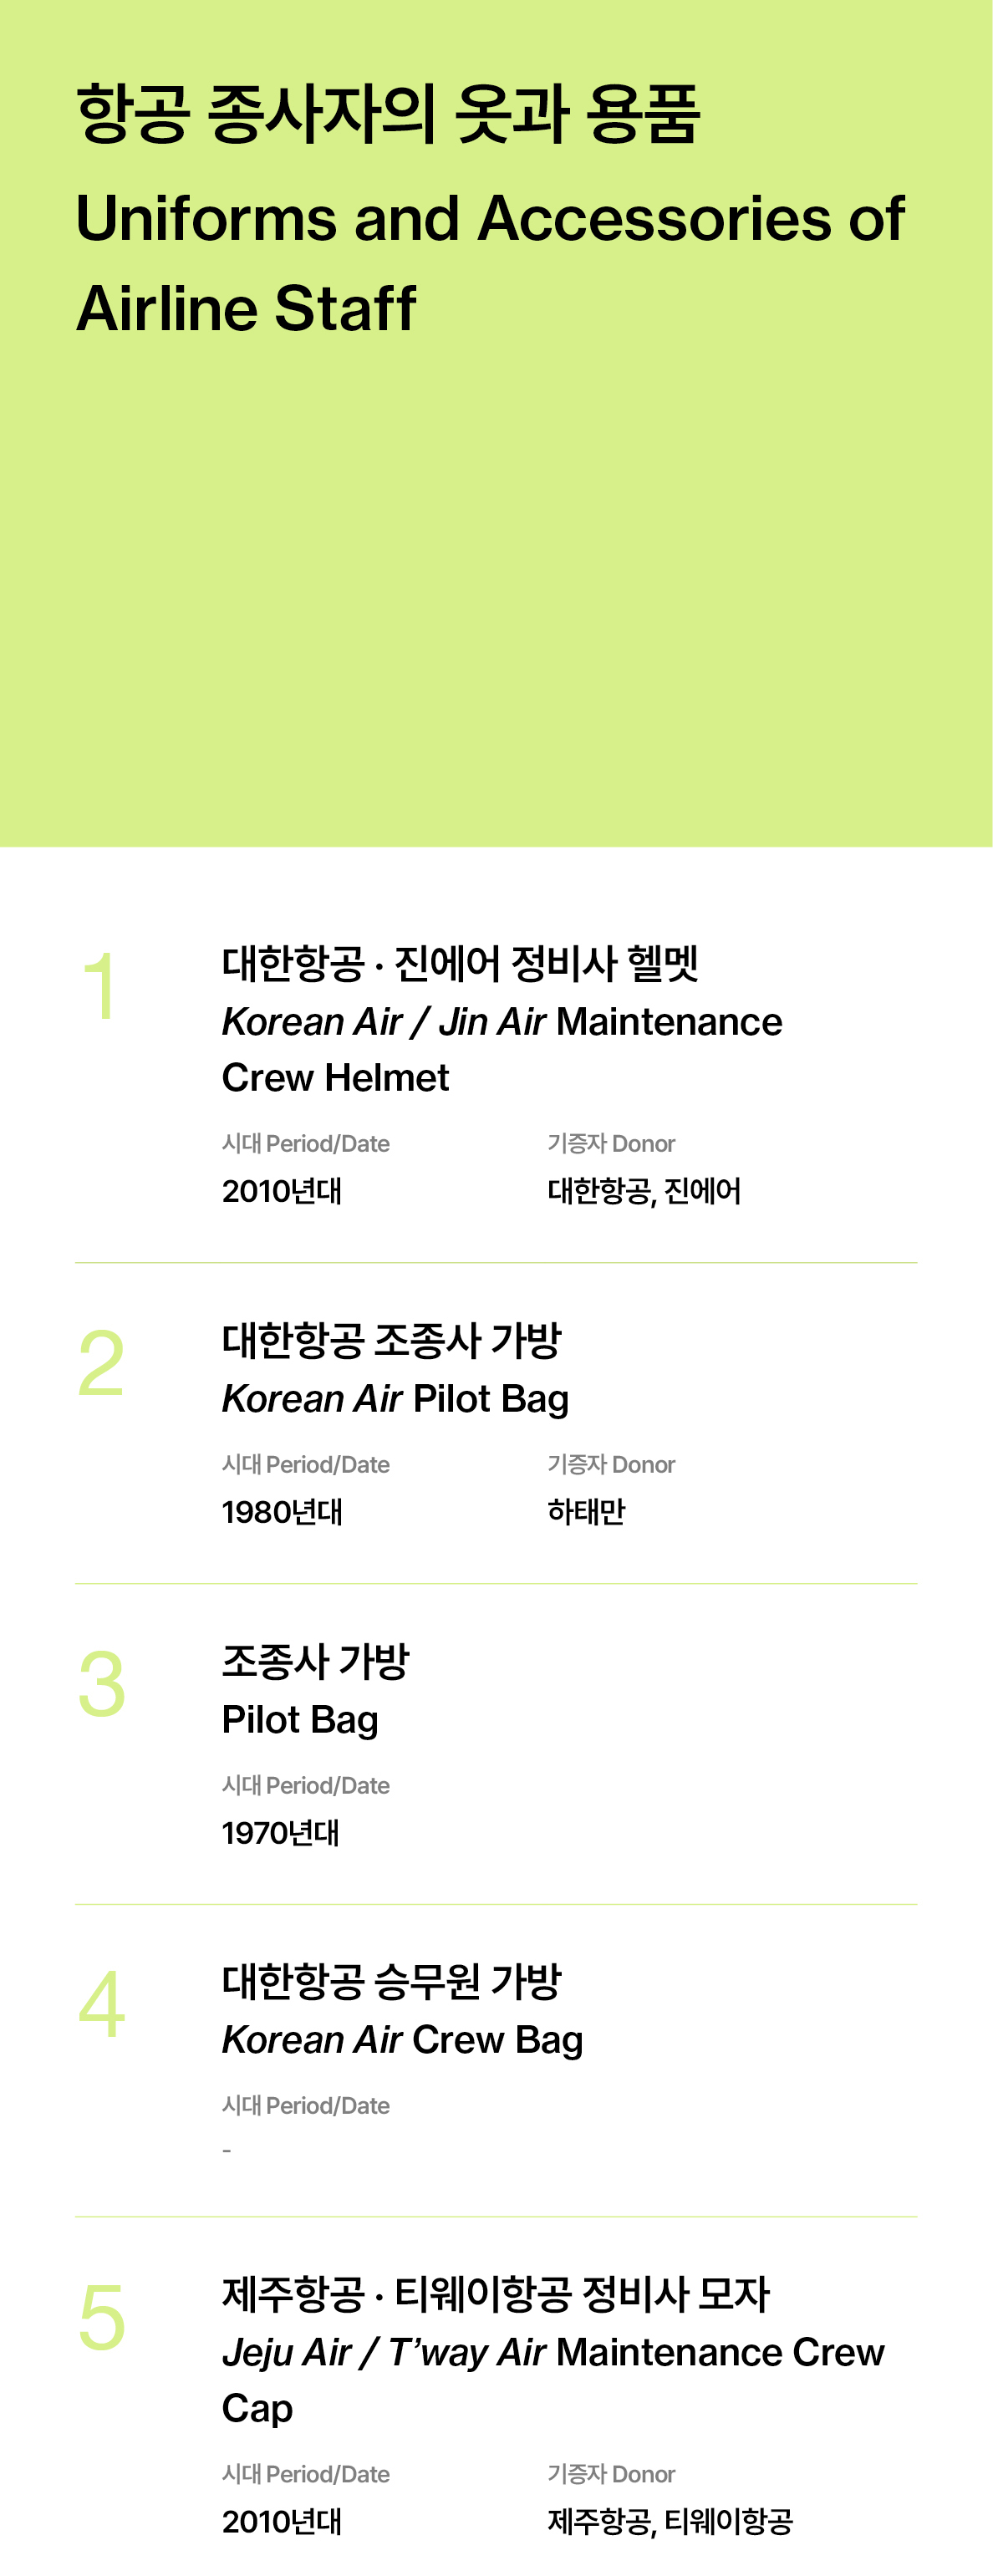 항공 종사자의 옷과 용품
Uniforms and Accessories of
Airline Staff
1
대한항공 · 진에어 정비사 헬멧
Korean Air / Jin Air Maintenance
Crew Helmet
시대 Period/Date
기증자 Donor
2010년대
대한항공, 진에어
2
대한항공 조종사 가방
Korean Air Pilot Bag
시대 Period/Date
기증자 Donor
1980년대
하태만
3
조종사 가방
Pilot Bag
시대 Period/Date
1970년대
4
대한항공 승무원 가방
Korean Air Crew Bag
시대 Period/Date
-
5
제주항공 · 티웨이항공 정비사 모자
Jeju Air / T’way Air Maintenance Crew
Cap
시대 Period/Date
기증자 Donor
2010년대
제주항공, 티웨이항공